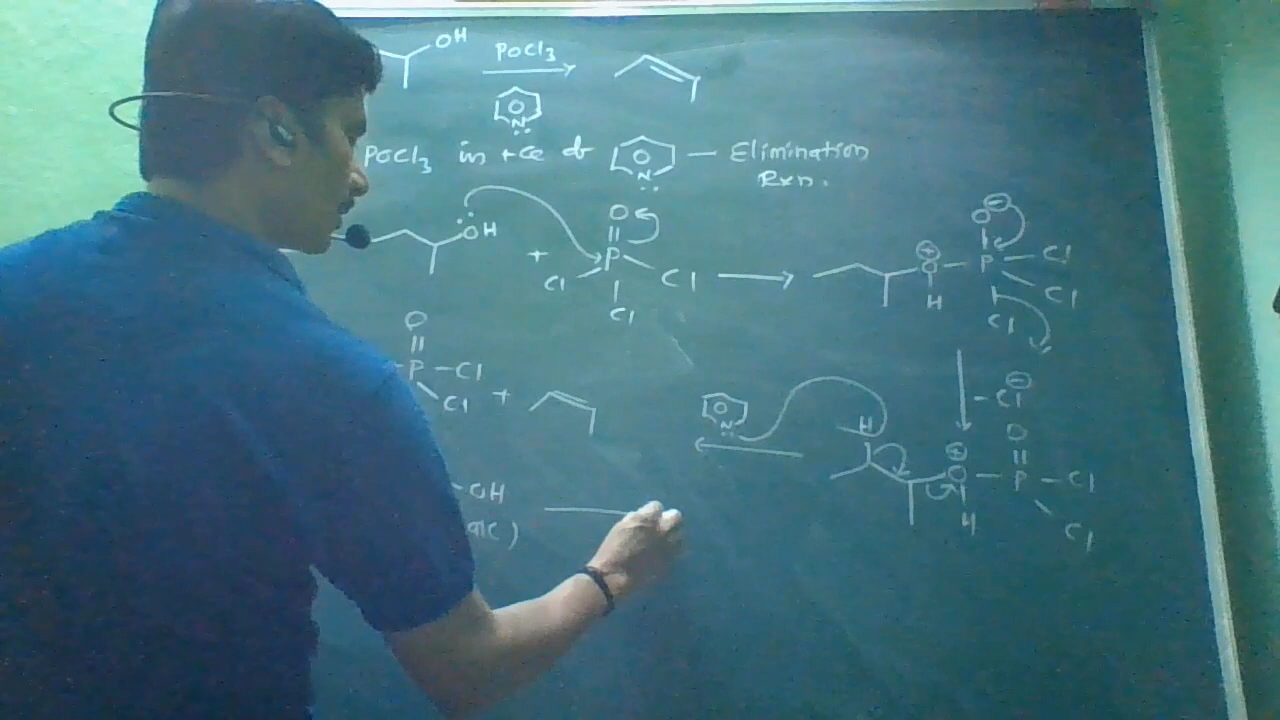 OH POCl3
N
POCl3 in +ce of N — Elimination
Rxn.
OH + O P Cl Cl Cl
⊕ O H O ⊖ P Cl Cl Cl
O P Cl Cl +
N
- Cl ⊖
H ⊕ O H O P Cl Cl
OH